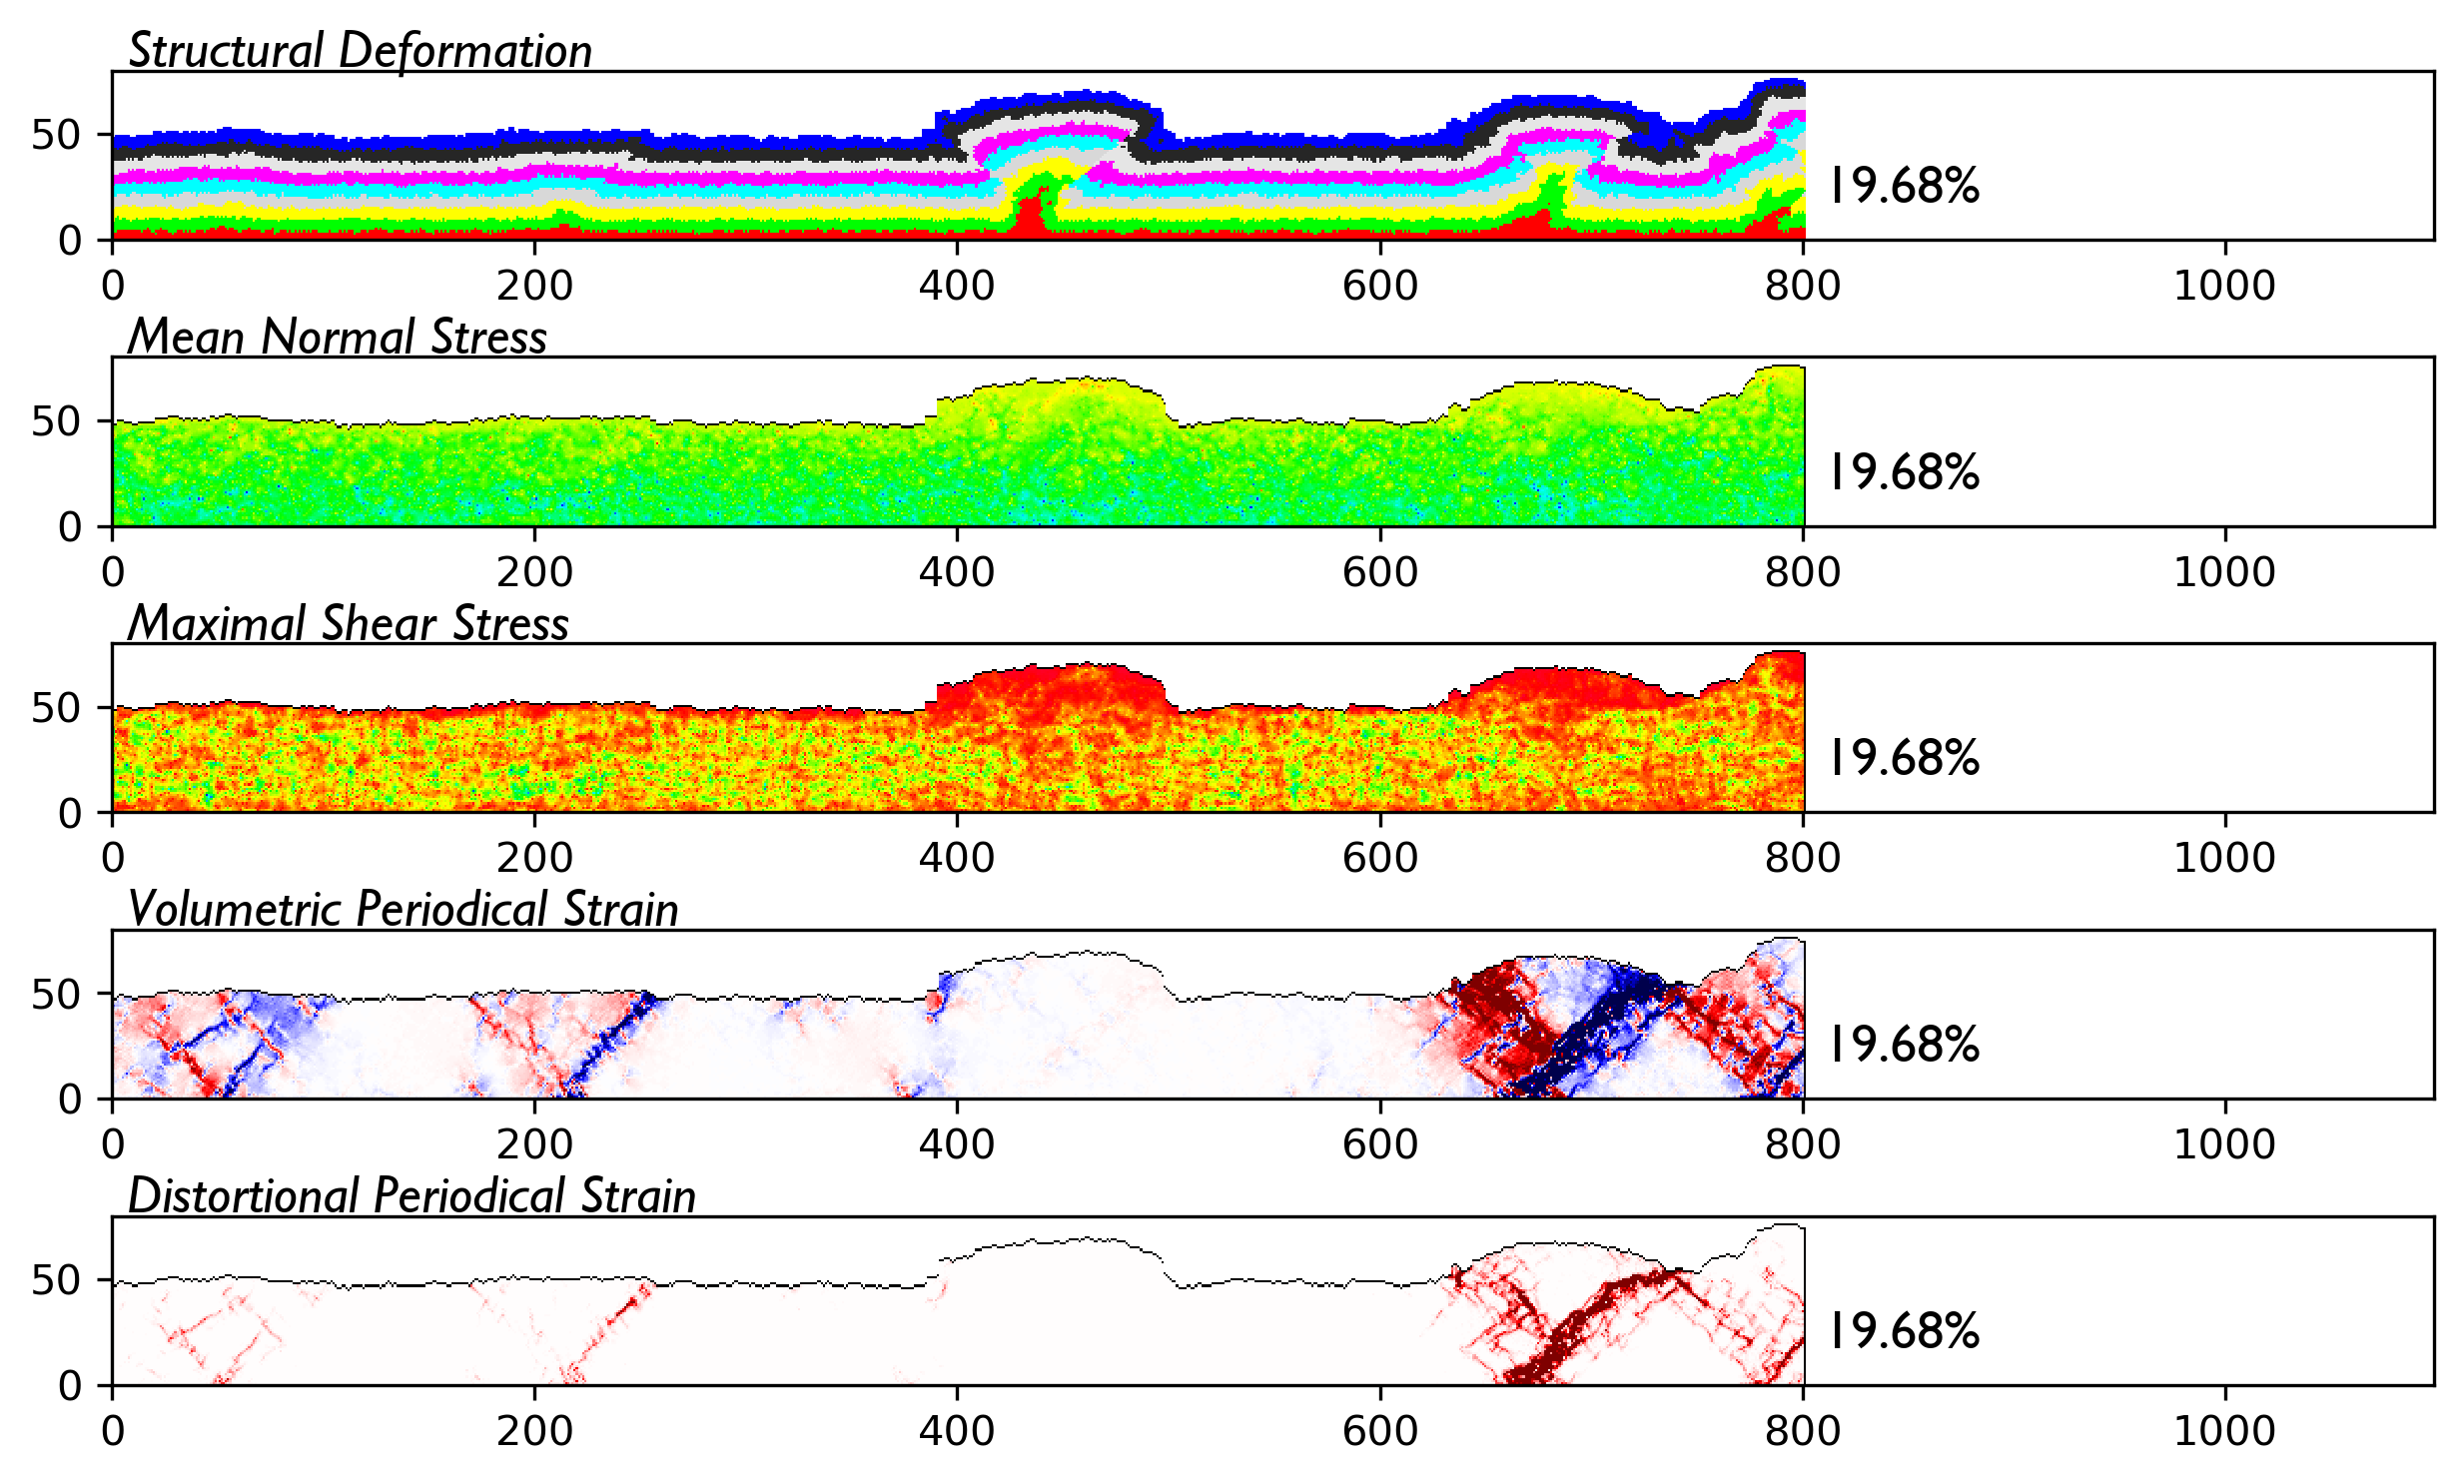 Structural Deformation
50
0
19.68%
0 200 400 600 800 1000
Mean Normal Stress
50
0
19.68%
0 200 400 600 800 1000
Maximal Shear Stress
50
0
19.68%
0 200 400 600 800 1000
Volumetric Periodical Strain
50
0
19.68%
0 200 400 600 800 1000
Distortional Periodical Strain
50
0
19.68%
0 200 400 600 800 1000